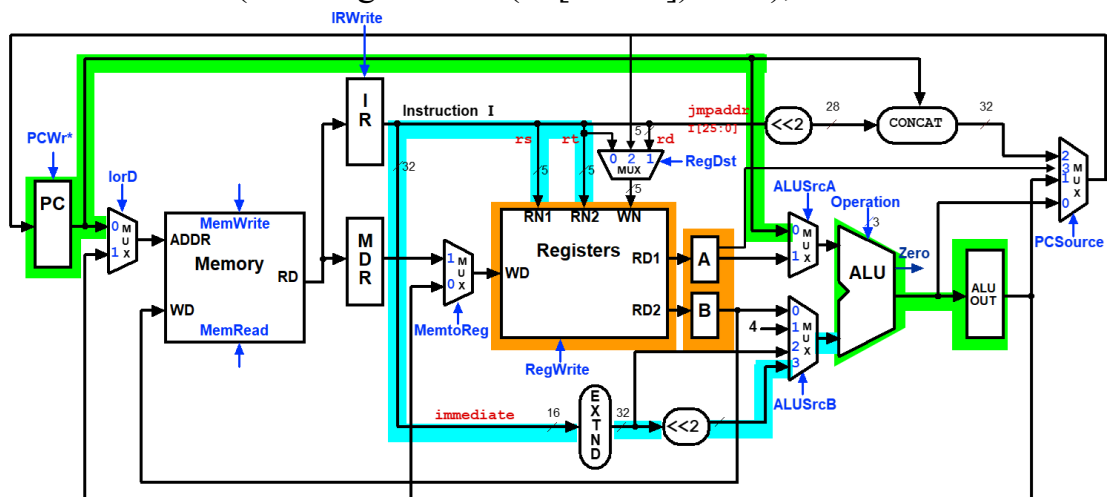 IRWrite
PCWr*
IorD
PC
0 MUX 1
MemWrite
ADDR
Memory
RD
WD
MemRead
IR
MDR
Instruction I
32
rs
rt
rd
5
5
5
5
0 2 1
MUX
RegDst
RN1
RN2
WN
Registers
WD
RD1
RD2
1 MUX 0
MemtoReg
RegWrite
A
B
jmpaddr
I[25:0]
<<2
28
CONCAT
32
ALUSrcA
0 MUX 1
Operation
3
ALU
Zero
4
0 1 MUX 2 3
ALUSrcB
ALU
OUT
2 3 1 MUX 0
PCSource
immediate
16
EXTND
32
<<2